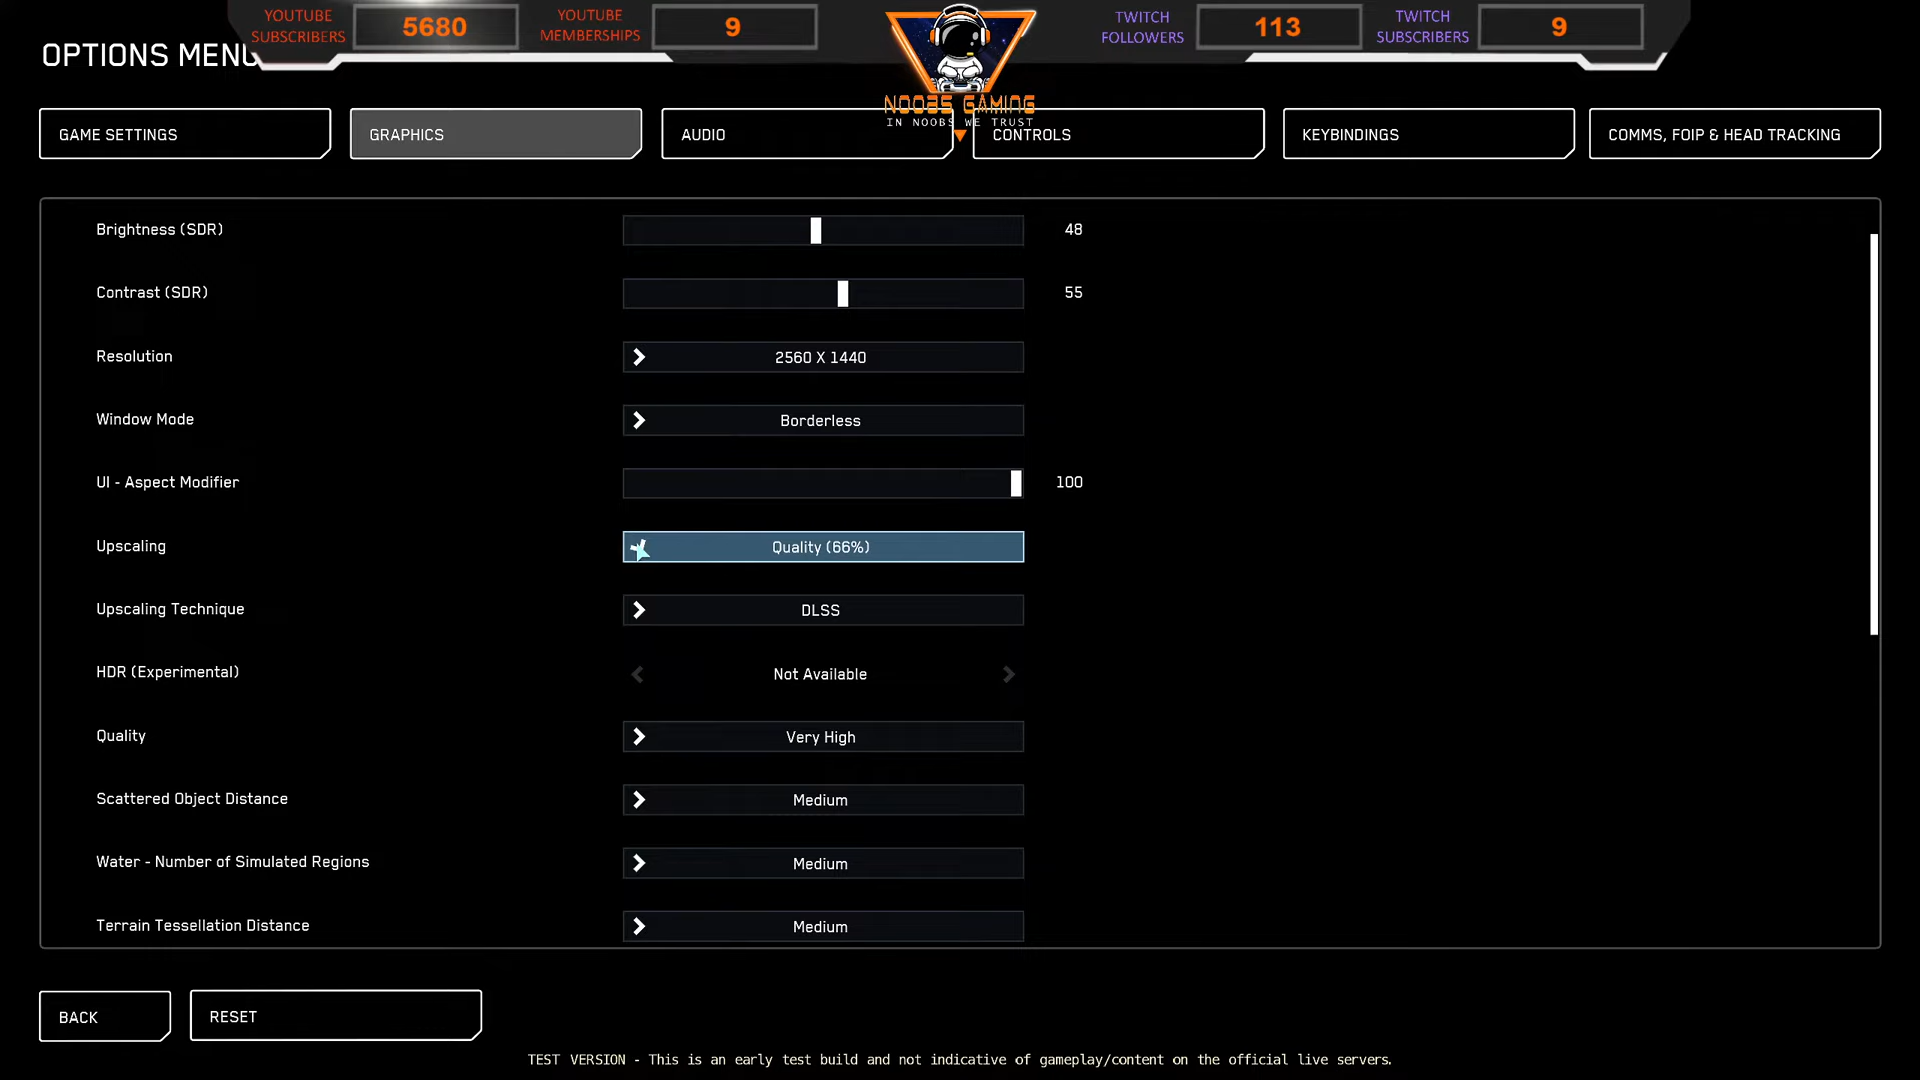 YOUTUBE SUBSCRIBERS 5680 YOUTUBE MEMBERSHIPS 9 TWITCH FOLLOWERS 113 TWITCH SUBSCRIBERS 9
OPTIONS MENU
NOOBS GAMING
IN NOOBS WE TRUST
GAME SETTINGS GRAPHICS AUDIO CONTROLS KEYBINDINGS COMMS, FOIP & HEAD TRACKING
Brightness (SDR) 48
Contrast (SDR) 55
Resolution 2560 X 1440
Window Mode Borderless
UI - Aspect Modifier 100
Upscaling Quality (66%)
Upscaling Technique DLSS
HDR (Experimental) Not Available
Quality Very High
Scattered Object Distance Medium
Water - Number of Simulated Regions Medium
Terrain Tessellation Distance Medium
BACK RESET
TEST VERSION - This is an early test build and not indicative of gameplay/content on the official live servers.